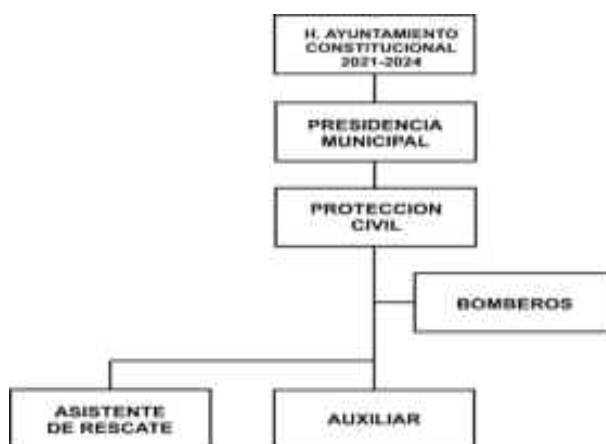 H. AYUNTAMIENTO
CONSTITUCIONAL
2021-2024
PRESIDENCIA
MUNICIPAL
PROTECCION
CIVIL
BOMBEROS
ASISTENTE
DE RESCATE
AUXILIAR